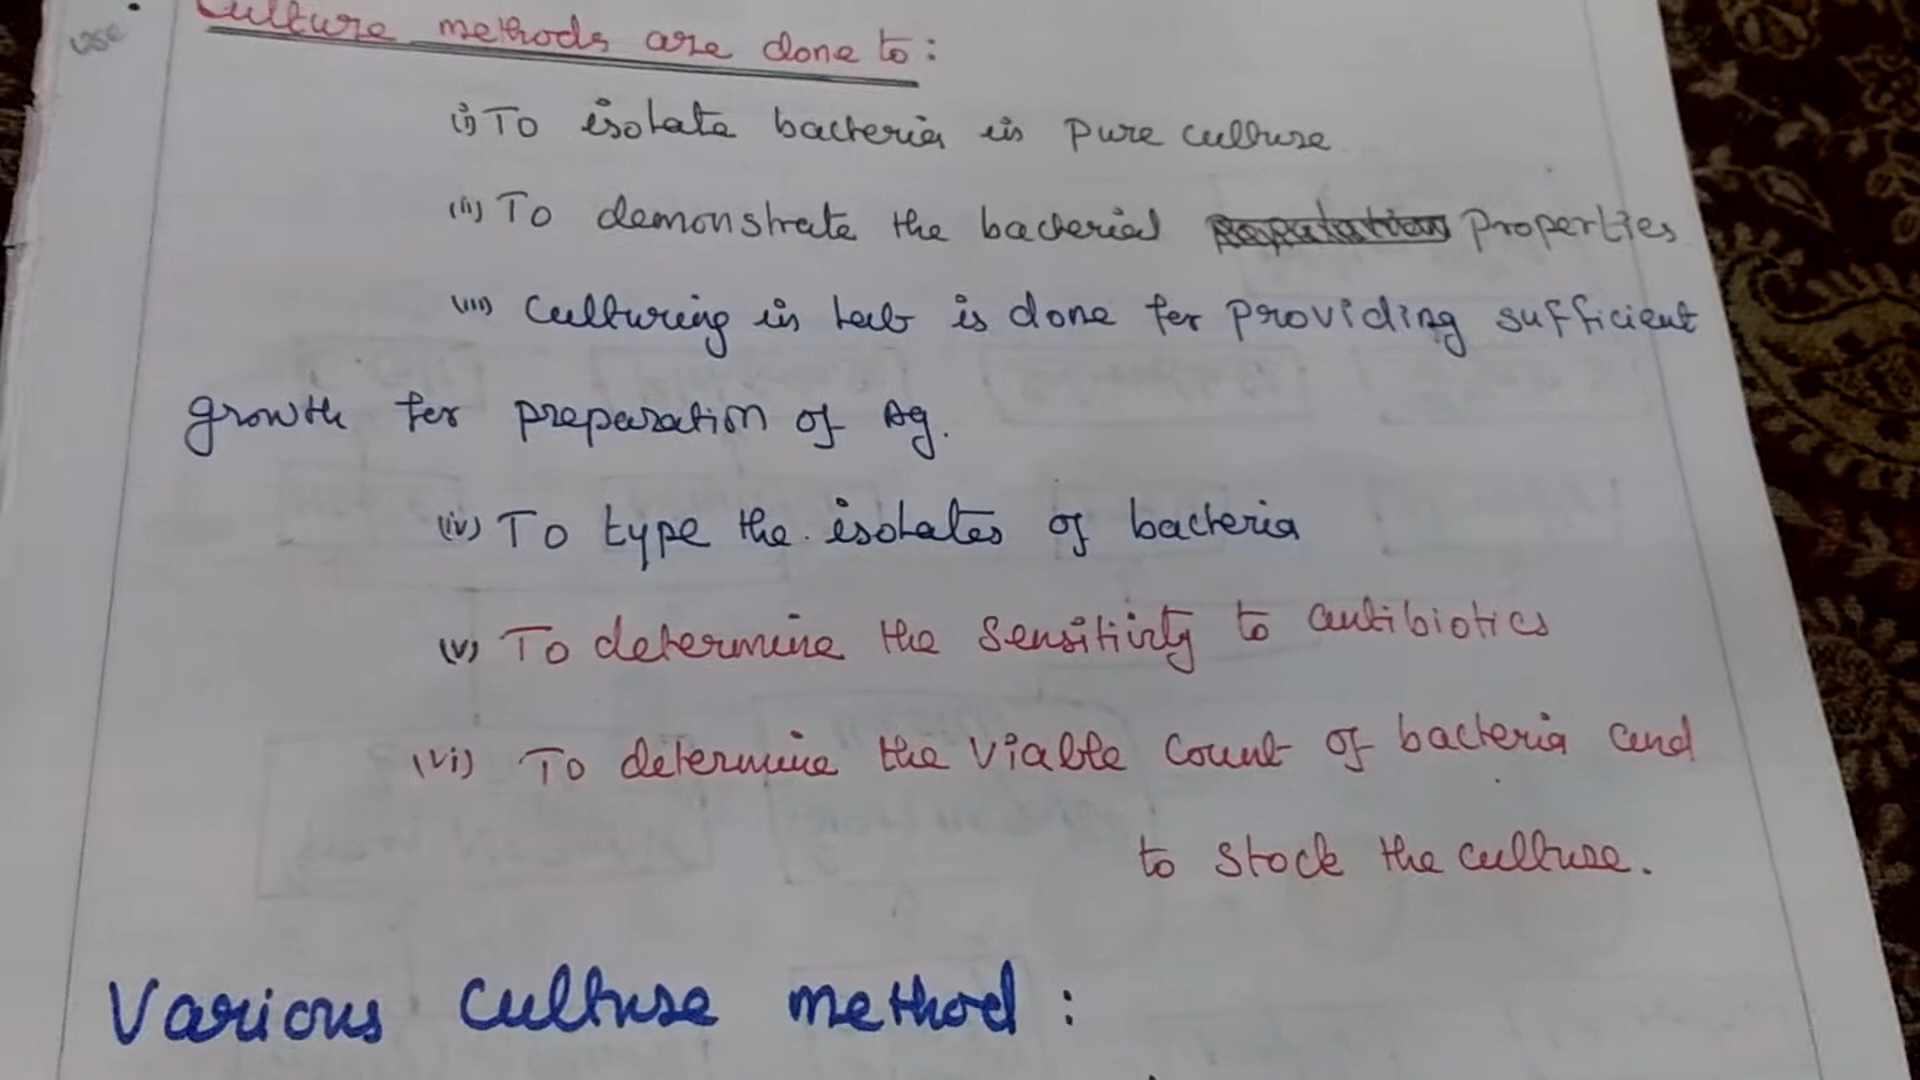 use
Culture methods are done to:
(i) To isolate bacteria in pure culture
(ii) To demonstrate the bacterial properties
(iii) Culturing in lab is done for providing sufficient
growth for preparation of Ag.
(iv) To type the isolates of bacteria
(v) To determine the sensitivity to antibiotics
(vi) To determine the viable count of bacteria and
to stock the culture.
Various culture method: